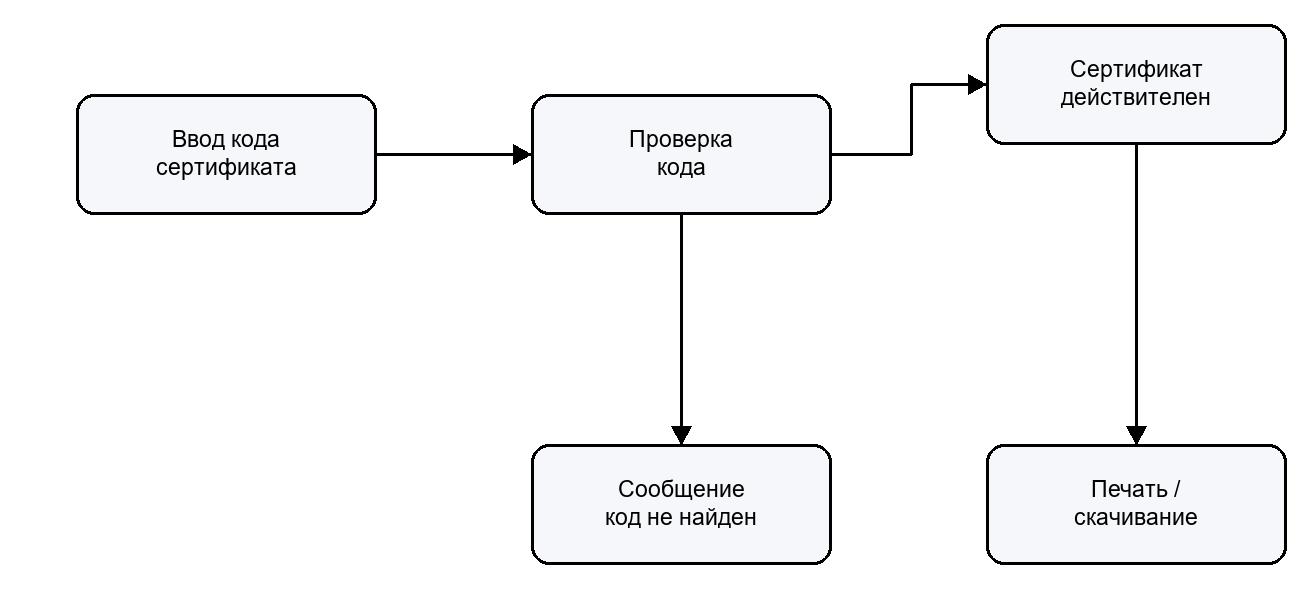 Ввод кода
сертификата
Проверка
кода
Сертификат
действителен
Сообщение
код не найден
Печать /
скачивание